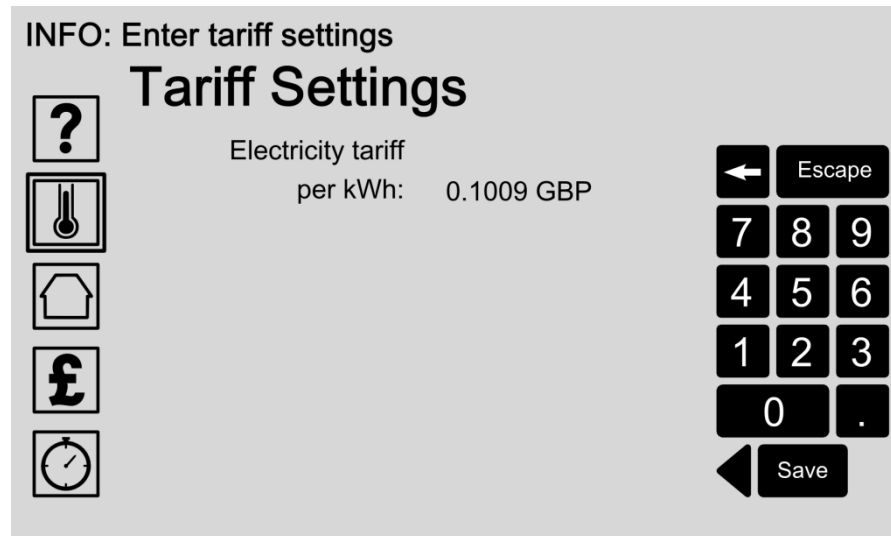 INFO: Enter tariff settings
Tariff Settings
?
Electricity tariff
per kWh: 0.1009 GBP
£
Escape
7 8 9
4 5 6
1 2 3
0 .
Save